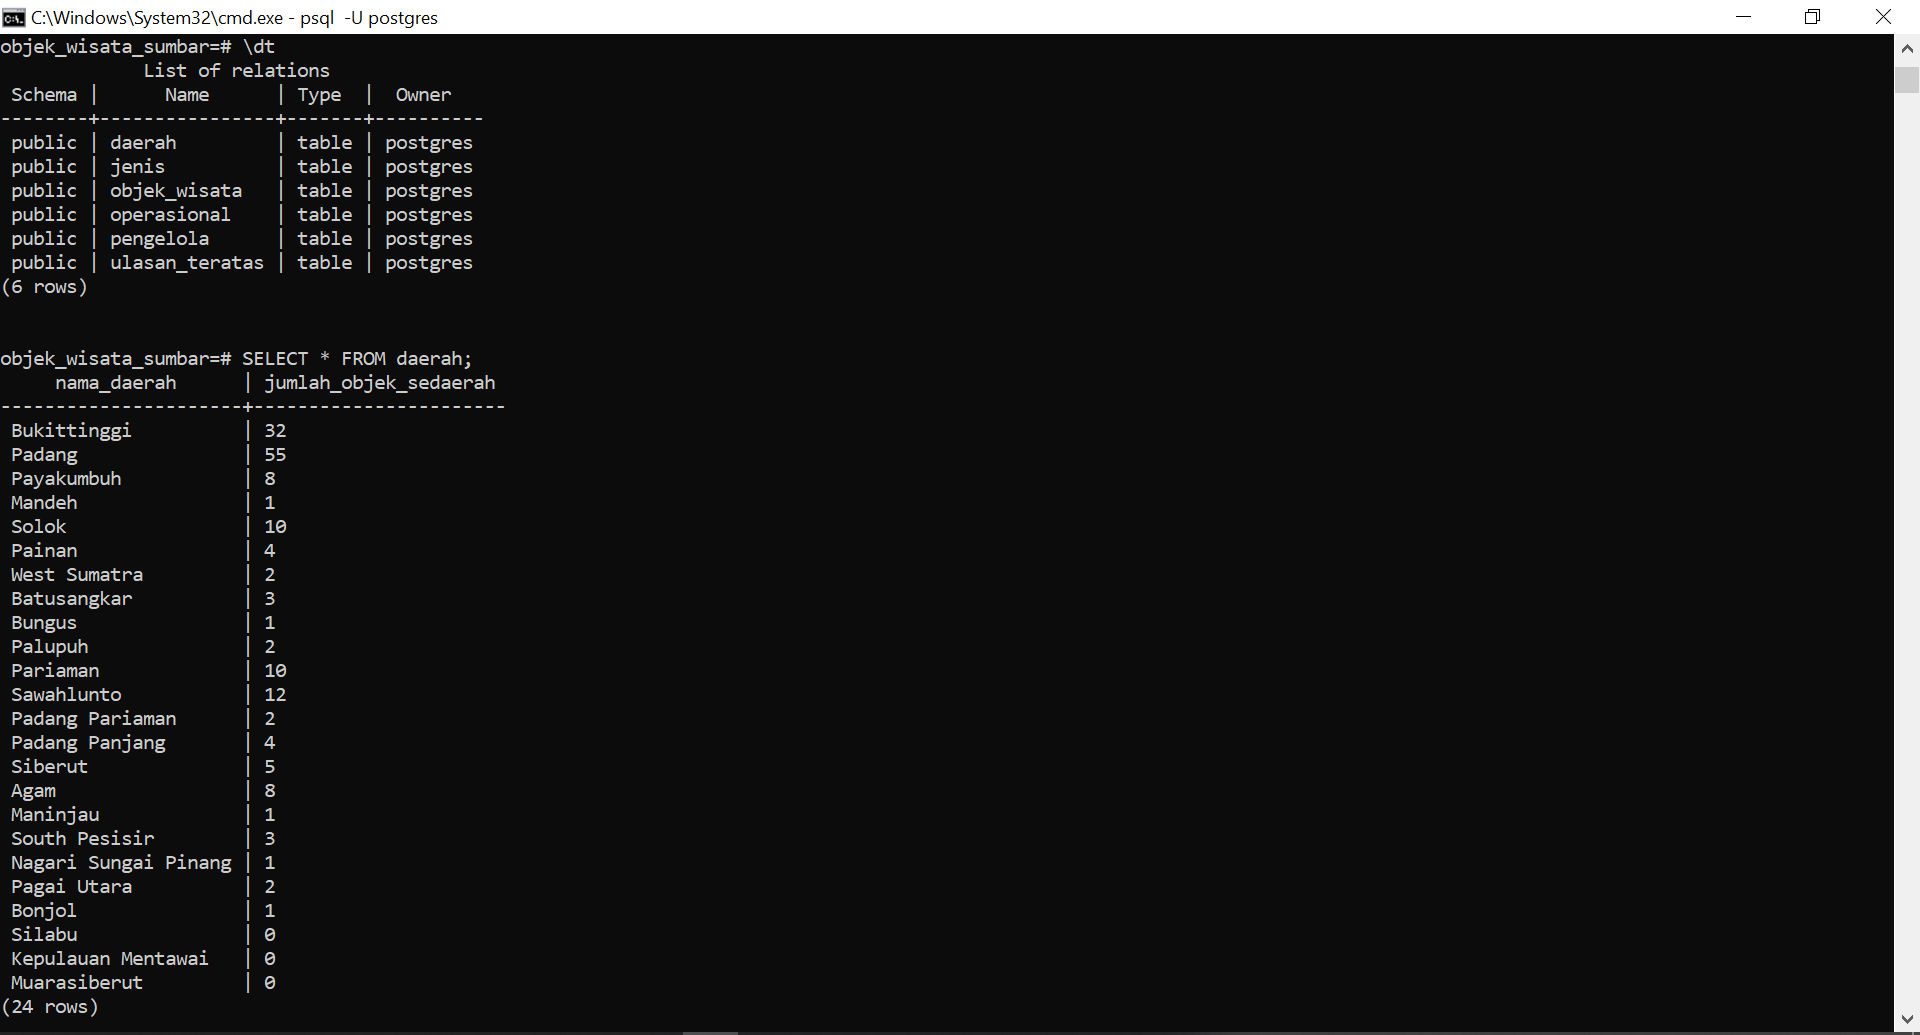 C:\Windows\System32\cmd.exe - psql  -U postgres
objek_wisata_sumbar=# \dt
             List of relations
 Schema |      Name      | Type  |  Owner
--------+----------------+-------+----------
 public | daerah         | table | postgres
 public | jenis          | table | postgres
 public | objek_wisata   | table | postgres
 public | operasional    | table | postgres
 public | pengelola      | table | postgres
 public | ulasan_teratas | table | postgres
(6 rows)
objek_wisata_sumbar=# SELECT * FROM daerah;
     nama_daerah      | jumlah_objek_sedaerah
----------------------+-----------------------
 Bukittinggi          | 32
 Padang               | 55
 Payakumbuh           | 8
 Mandeh               | 1
 Solok                | 10
 Painan               | 4
 West Sumatra         | 2
 Batusangkar          | 3
 Bungus               | 1
 Palupuh              | 2
 Pariaman             | 10
 Sawahlunto           | 12
 Padang Pariaman      | 2
 Padang Panjang       | 4
 Siberut              | 5
 Agam                 | 8
 Maninjau             | 1
 South Pesisir        | 3
 Nagari Sungai Pinang | 1
 Pagai Utara          | 2
 Bonjol               | 1
 Silabu               | 0
 Kepulauan Mentawai   | 0
 Muarasiberut         | 0
(24 rows)